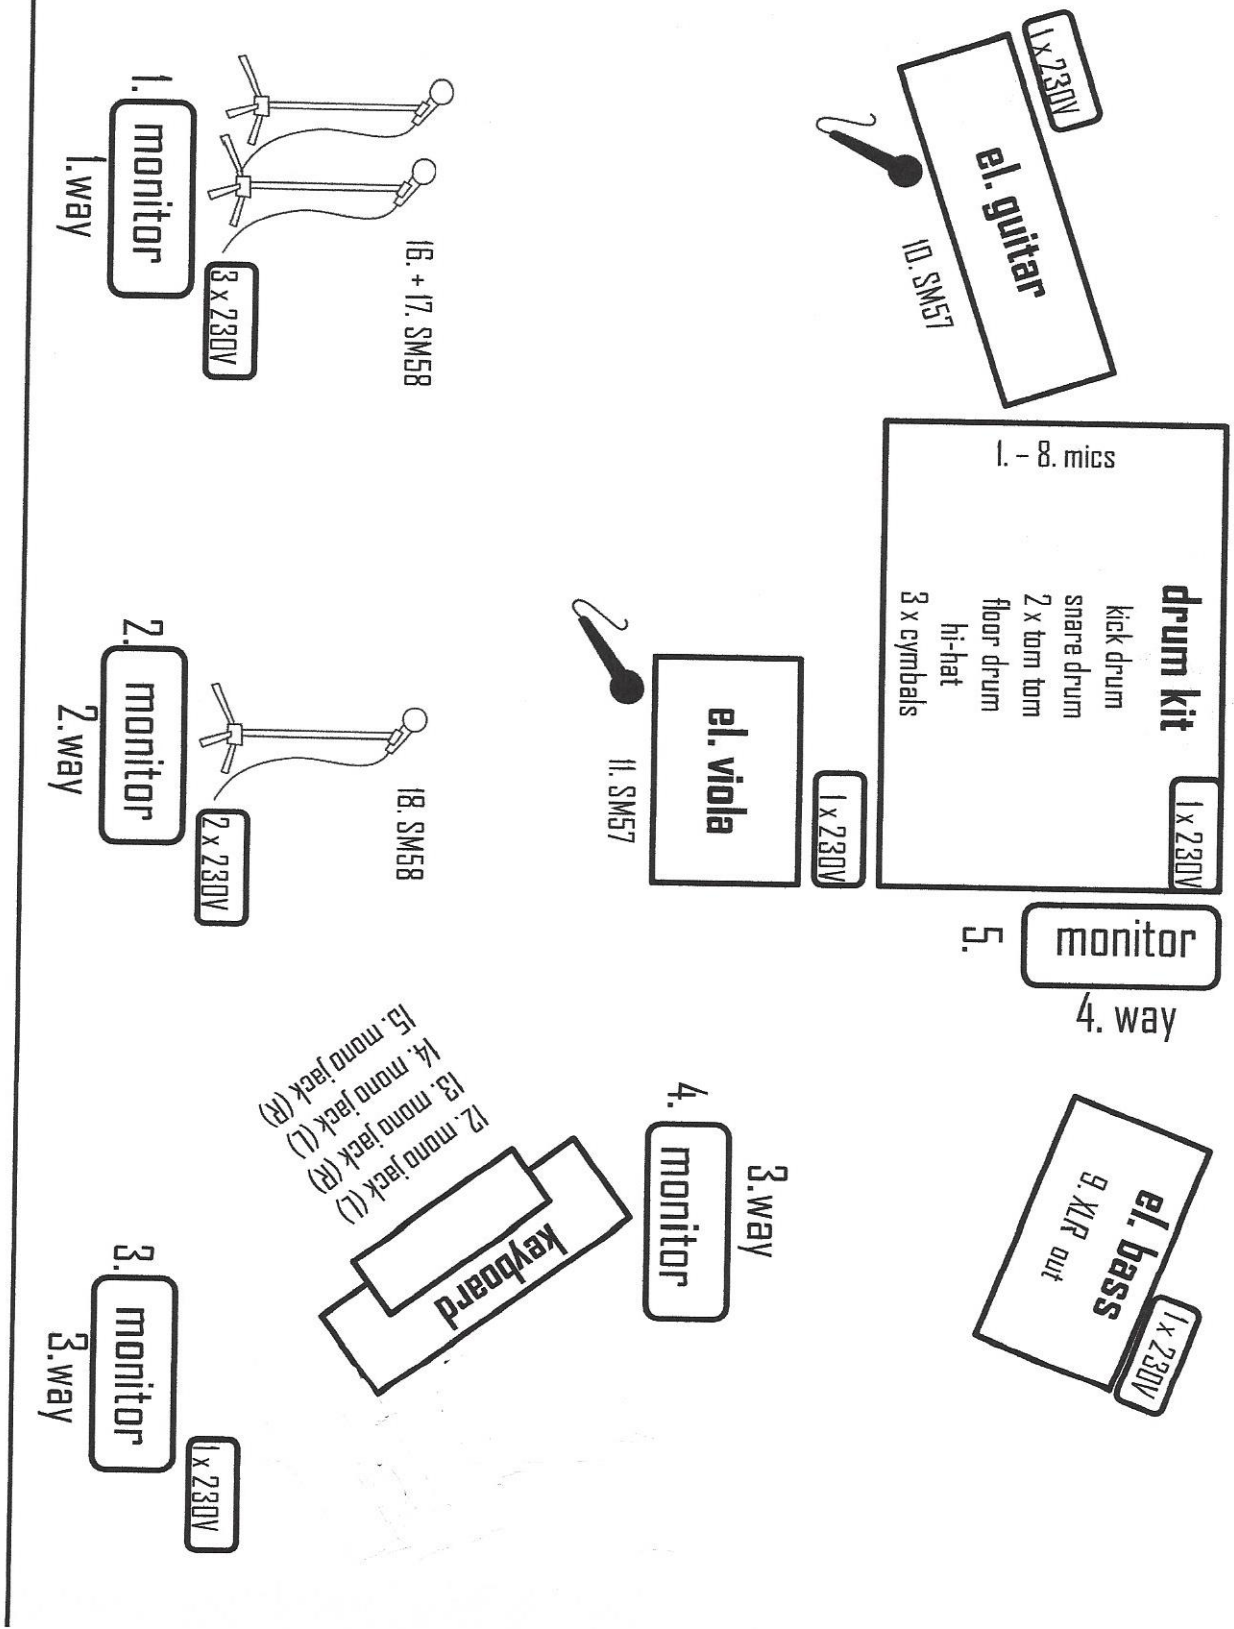 1 x 230V
el. guitar
10. SM57
1. – 8. mics
drum kit
kick drum
snare drum
2 x tom tom
floor drum
hi-hat
3 x cymbals
1 x 230V
5.
monitor
4. way
el. bass
9. XLR out
1 x 230V
1 x 230V
el. viola
11. SM57
4.
monitor
3.way
keyboard
12. mono jack (L)
13. mono jack (R)
14. mono jack (L)
15. mono jack (R)
16. + 17. SM58
3 x 230V
1.
monitor
1.way
18. SM58
2 x 230V
2.
monitor
2.way
3.
monitor
3.way
1 x 230V